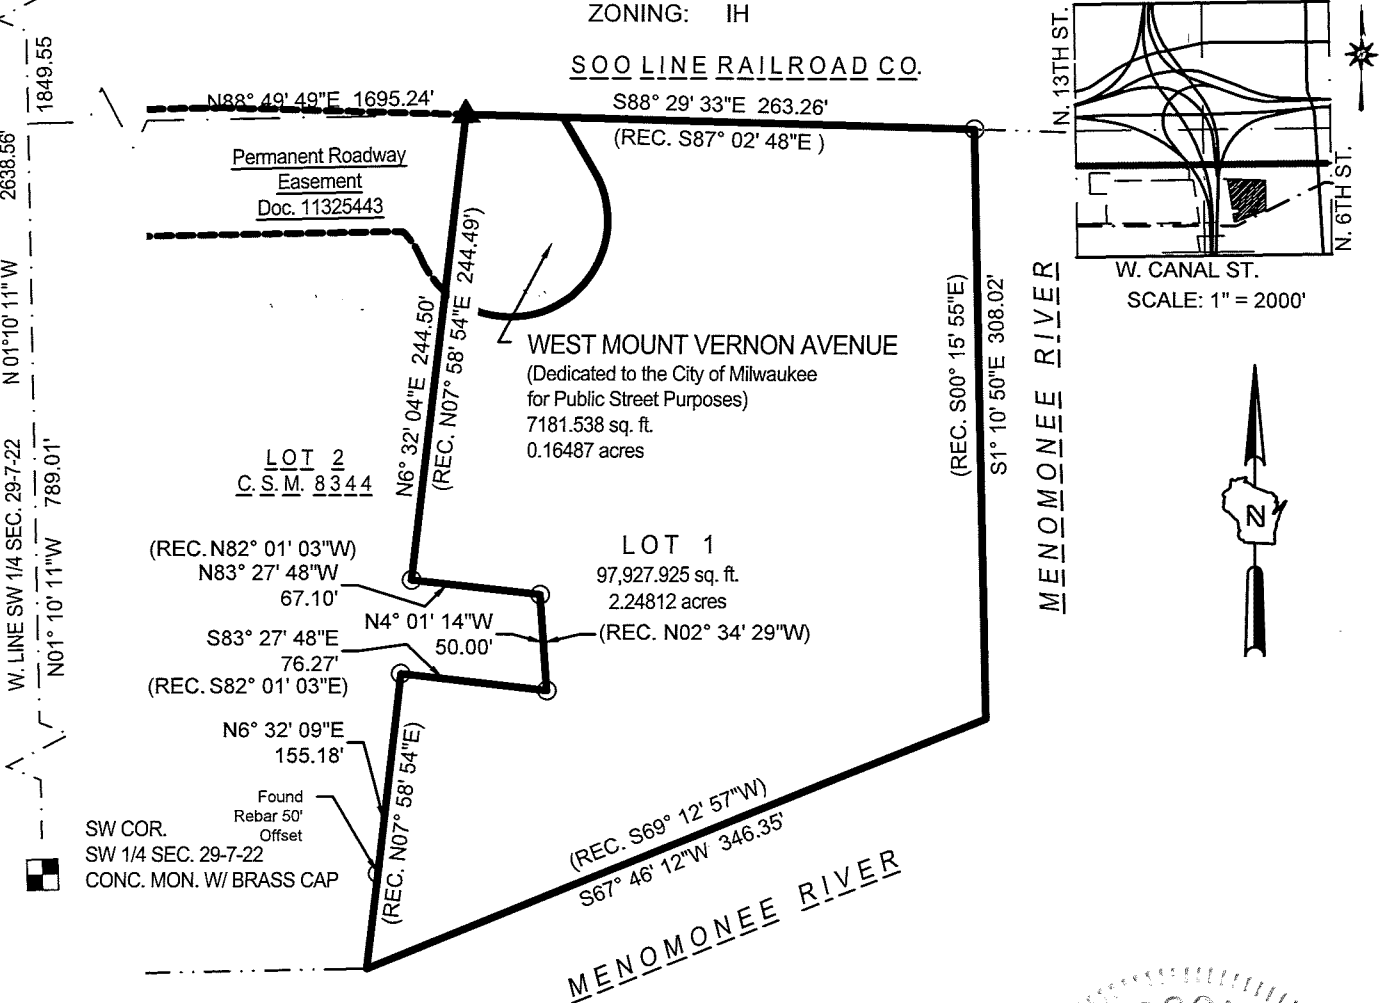 ZONING: IH
SOO LINE RAILROAD CO.
N88° 49' 49"E 1695.24'
S88° 29' 33"E 263.26'
(REC. S87° 02' 48"E )
Permanent Roadway
Easement
Doc. 11325443
1849.55
2638.56'
N 01°10' 11" W
W. LINE SW 1/4 SEC. 29-7-22
N01° 10' 11"W 789.01'
N6° 32' 04"E 244.50'
(REC. N07° 58' 54"E 244.49')
WEST MOUNT VERNON AVENUE
(Dedicated to the City of Milwaukee
for Public Street Purposes)
7181.538 sq. ft.
0.16487 acres
(REC. S00° 15' 55"E)
S1° 10' 50"E 308.02'
MENOMONEE RIVER
N. 13TH ST.
N. 6TH ST.
W. CANAL ST.
SCALE: 1" = 2000'
N
LOT 2
C.S.M. 8344
LOT 1
97,927.925 sq. ft.
2.24812 acres
(REC. N82° 01' 03"W)
N83° 27' 48"W
67.10'
N4° 01' 14"W
50.00'
(REC. N02° 34' 29"W)
S83° 27' 48"E
76.27'
(REC. S82° 01' 03"E)
N6° 32' 09"E
155.18'
(REC. N07° 58' 54"E)
Found
Rebar 50'
Offset
SW COR.
SW 1/4 SEC. 29-7-22
CONC. MON. W/ BRASS CAP
(REC. S69° 12' 57"W)
S67° 46' 12"W 346.35'
MENOMONEE RIVER